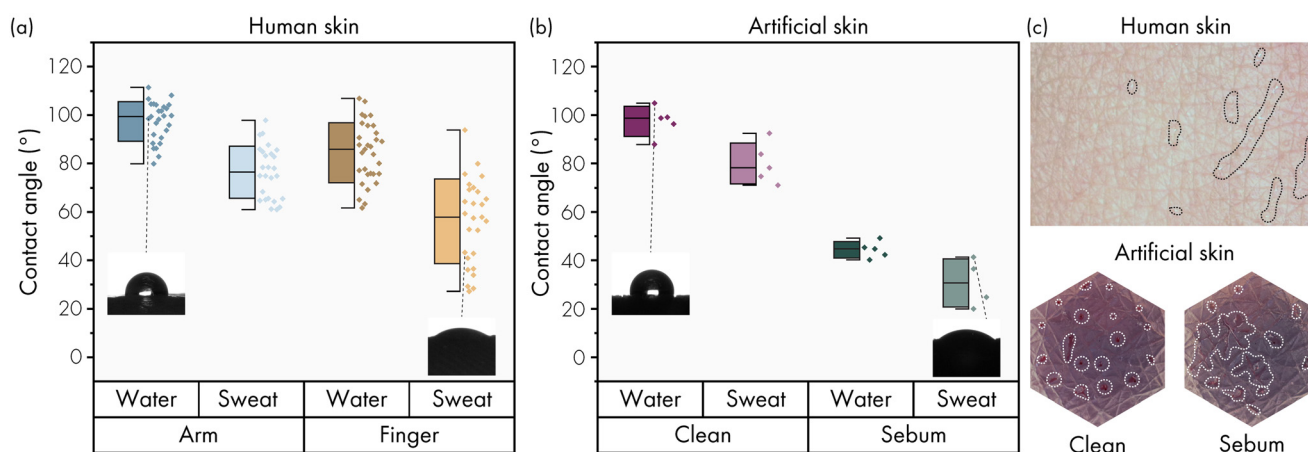 (a)
Human skin
Contact angle (°)
120
100
80
60
40
20
0
Water
Sweat
Water
Sweat
Arm
Finger
(b)
Artificial skin
Contact angle (°)
120
100
80
60
40
20
0
Water
Sweat
Water
Sweat
Clean
Sebum
(c)
Human skin
Artificial skin
Clean
Sebum